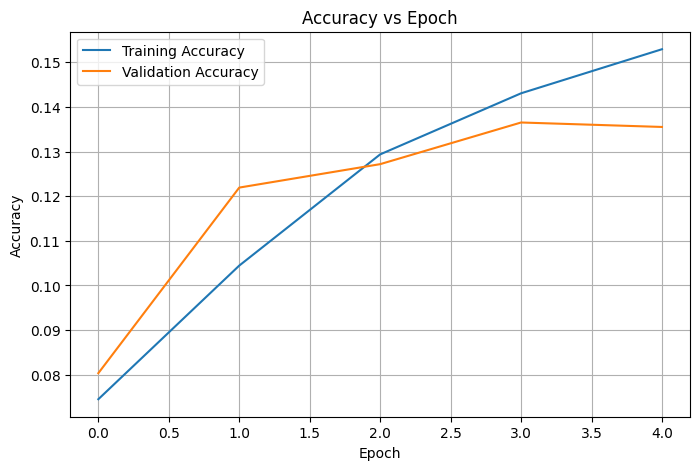 Accuracy vs Epoch
Training Accuracy
Validation Accuracy
0.15
0.14
0.13
0.12
0.11
0.10
0.09
0.08
Accuracy
0.0 0.5 1.0 1.5 2.0 2.5 3.0 3.5 4.0
Epoch